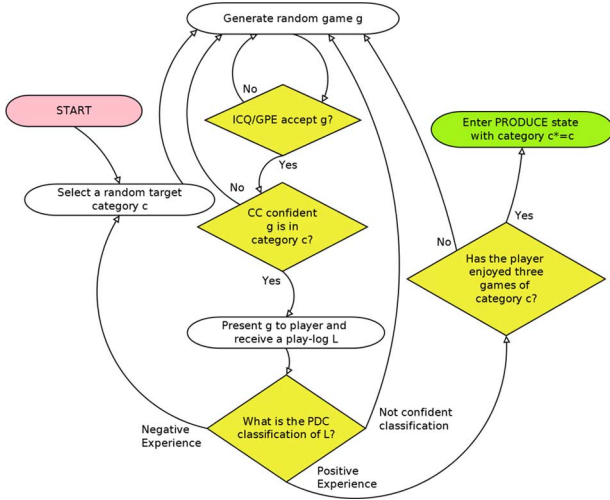 Generate random game g
No
START
ICQ/GPE accept g?
Enter PRODUCE state
with category c*=c
Yes
Select a random target
category c
No
CC confident
g is in
category c?
Yes
No
Has the player
enjoyed three
games of
category c?
Yes
Present g to player and
receive a play-log L
What is the PDC
classification of L?
Not confident
classification
Negative
Experience
Positive
Experience